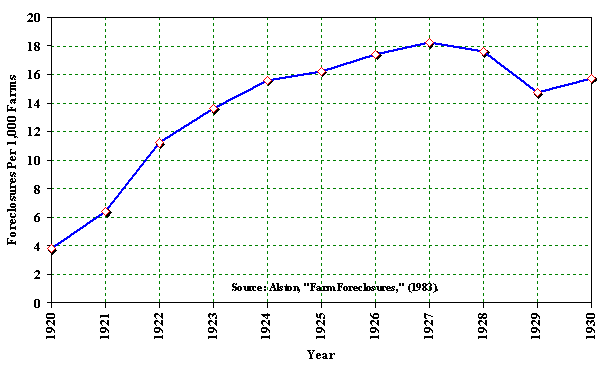 20
18
16
14
12
10
8
6
4
2
0
Foreclosures Per 1,000 Farms
Source: Alston, "Farm Foreclosures," (1983).
1920 1921 1922 1923 1924 1925 1926 1927 1928 1929 1930
Year